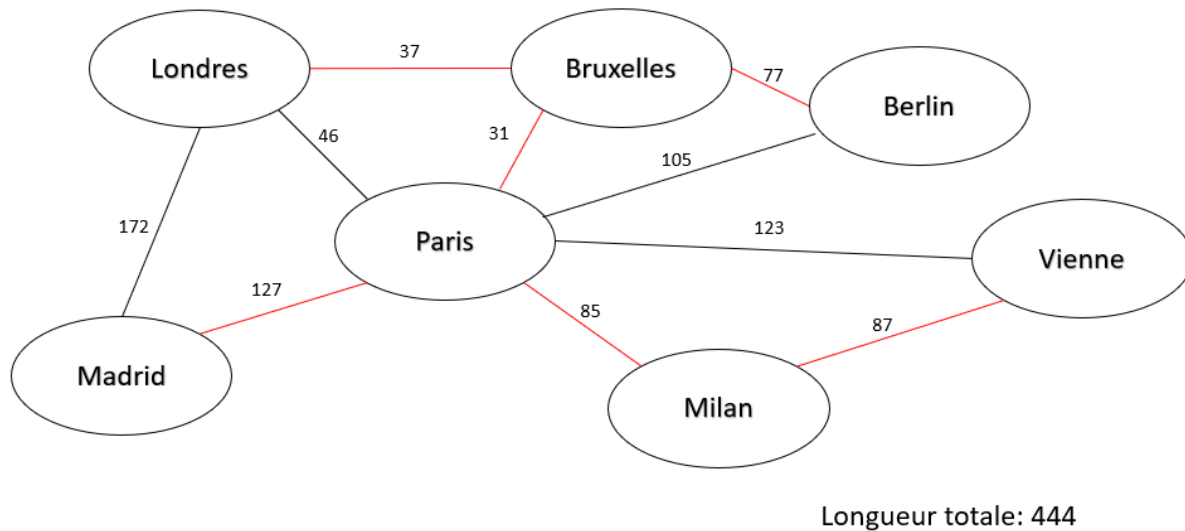 37
Londres
Bruxelles
77
Berlin
46
31
105
172
123
Paris
Vienne
127
85
87
Madrid
Milan
Longueur totale: 444